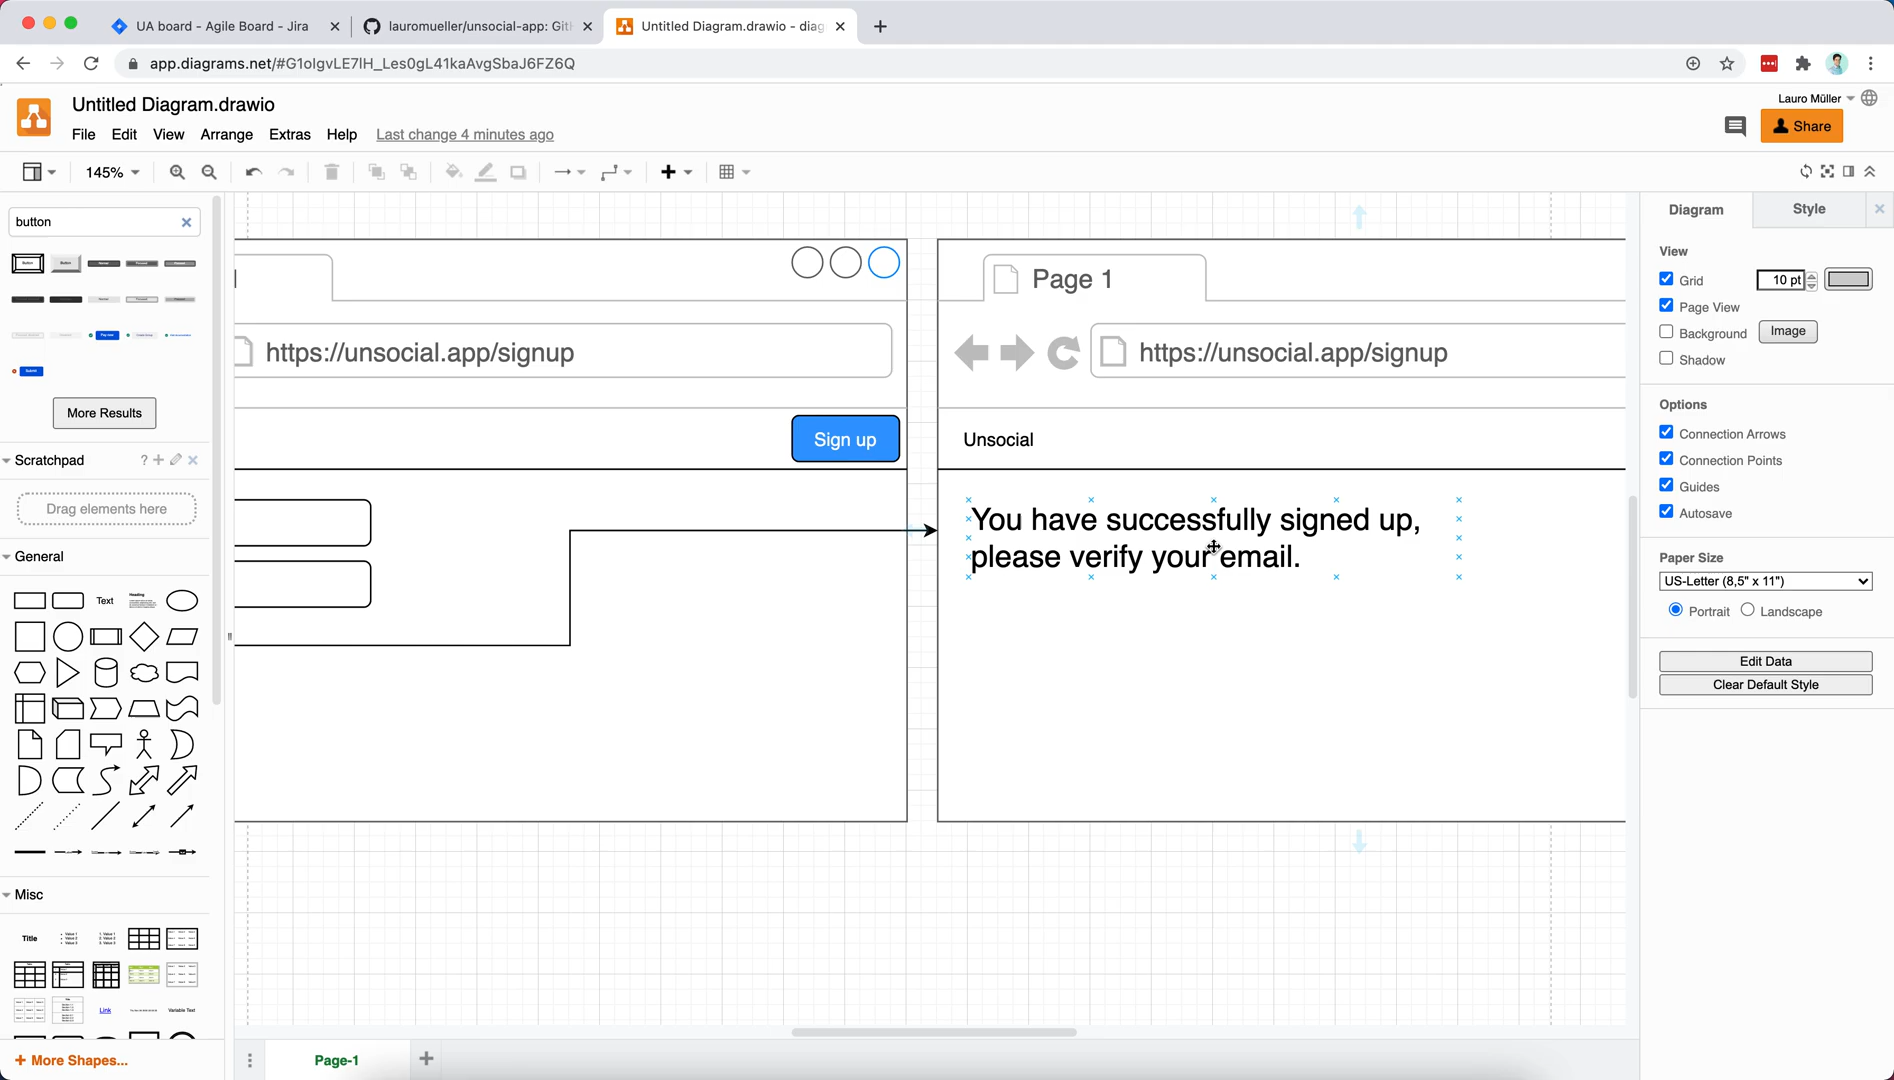 UA board - Agile Board - Jira
lauromueller/unsocial-app: Git
Untitled Diagram.drawio - diag
app.diagrams.net/#G1oIgvLE7lH_Les0gL41kaAvgSbaJ6FZ6Q
Untitled Diagram.drawio
Lauro Müller
File Edit View Arrange Extras Help Last change 4 minutes ago
Share
145%
button
More Results
Scratchpad
Drag elements here
General
Text
Heading
Misc
Title
Link
Variable Text
+ More Shapes...
https://unsocial.app/signup
Sign up
Page 1
https://unsocial.app/signup
Unsocial
You have successfully signed up,
please verify your email.
Page-1
Diagram Style
View
Grid 10 pt
Page View
Background Image
Shadow
Options
Connection Arrows
Connection Points
Guides
Autosave
Paper Size
US-Letter (8,5" x 11")
Portrait Landscape
Edit Data
Clear Default Style